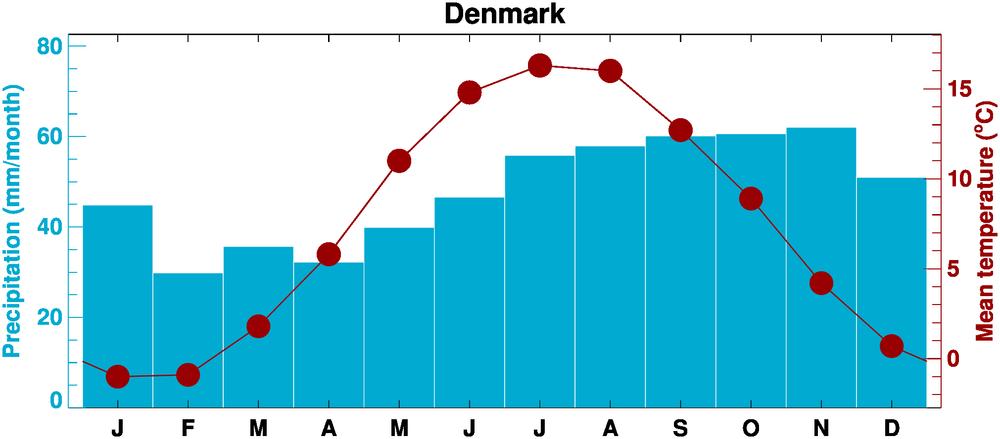 Denmark
Precipitation (mm/month)
80
60
40
20
0
Mean temperature (°C)
15
10
5
0
J F M A M J J A S O N D